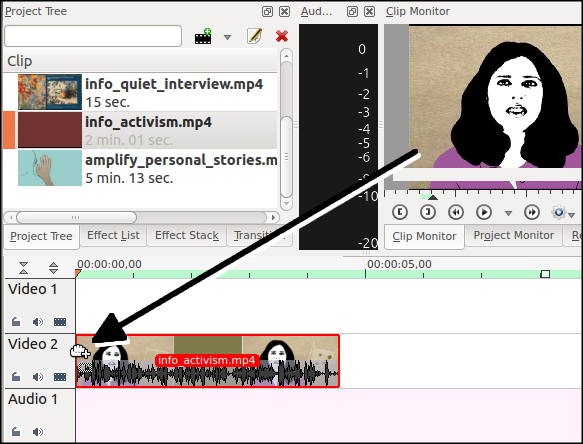 Project Tree
Aud...
Clip Monitor
Clip
info_quiet_interview.mp4
15 sec.
info_activism.mp4
2 min. 01 sec.
amplify_personal_stories.m
5 min. 13 sec.
0
-1
-2
-3
-4
-5
-6
-8
-10
-20
Project Tree
Effect List
Effect Stack
Transiti
Clip Monitor
Project Monitor
Re
00:00:00,00
00:00:05,00
Video 1
Video 2
info_activism.mp4
Audio 1